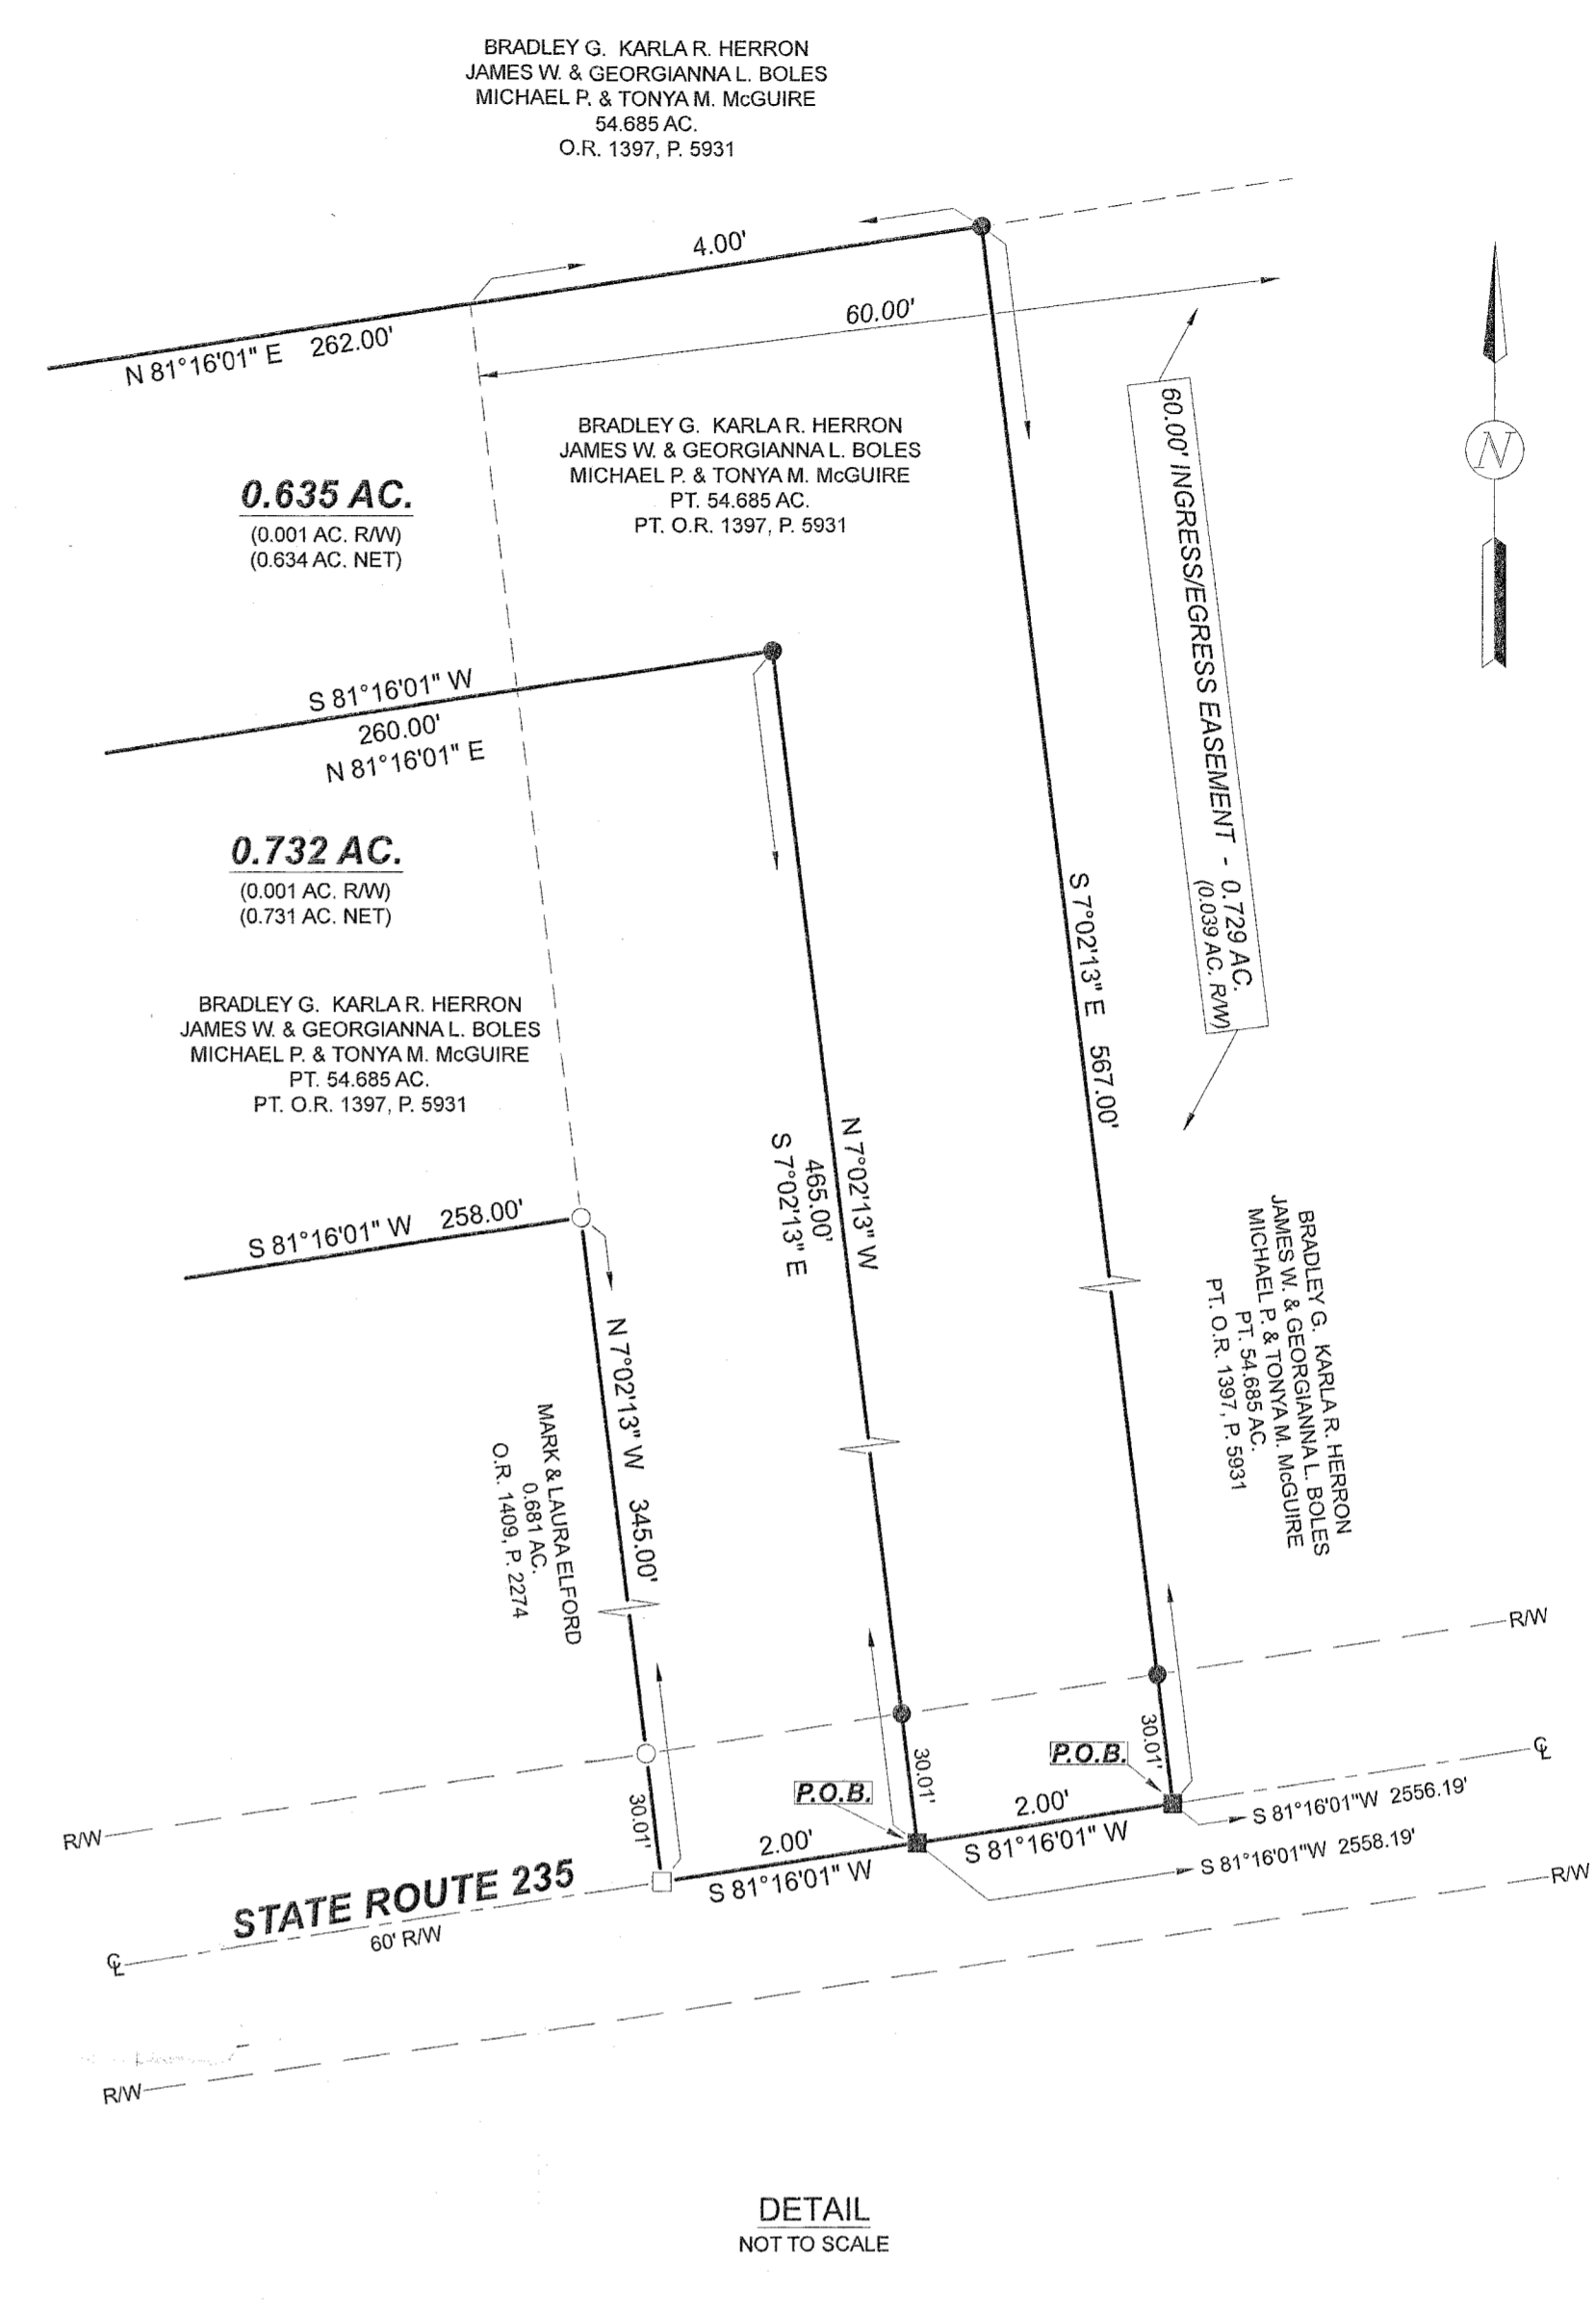 BRADLEY G. KARLA R. HERRON
JAMES W. & GEORGIANNA L. BOLES
MICHAEL P. & TONYA M. McGUIRE
54.685 AC.
O.R. 1397, P. 5931
4.00'
60.00'
N 81°16'01" E 262.00'
BRADLEY G. KARLA R. HERRON
JAMES W. & GEORGIANNA L. BOLES
MICHAEL P. & TONYA M. McGUIRE
PT. 54.685 AC.
PT. O.R. 1397, P. 5931
0.635 AC.
(0.001 AC. R/W)
(0.634 AC. NET)
60.00' INGRESS/EGRESS EASEMENT - 0.729 AC.
(0.039 AC. R/W)
N
S 81°16'01" W
260.00'
N 81°16'01" E
0.732 AC.
(0.001 AC. R/W)
(0.731 AC. NET)
BRADLEY G. KARLA R. HERRON
JAMES W. & GEORGIANNA L. BOLES
MICHAEL P. & TONYA M. McGUIRE
PT. 54.685 AC.
PT. O.R. 1397, P. 5931
S 7°02'13" E 567.00'
N 7°02'13" W
465.00'
S 7°02'13" E
S 81°16'01" W 258.00'
N 7°02'13" W 345.00'
MARK & LAURA ELFORD
0.681 AC.
O.R. 1409, P. 2274
BRADLEY G. KARLA R. HERRON
JAMES W. & GEORGIANNA L. BOLES
MICHAEL P. & TONYA M. McGUIRE
PT. 54.685 AC.
PT. O.R. 1397, P. 5931
R/W
30.01'
P.O.B.
30.01'
P.O.B.
30.01'
R/W
CL
2.00'
S 81°16'01" W
2.00'
S 81°16'01" W
S 81°16'01"W 2556.19'
S 81°16'01"W 2558.19'
R/W
STATE ROUTE 235
60' R/W
CL
R/W
DETAIL
NOT TO SCALE